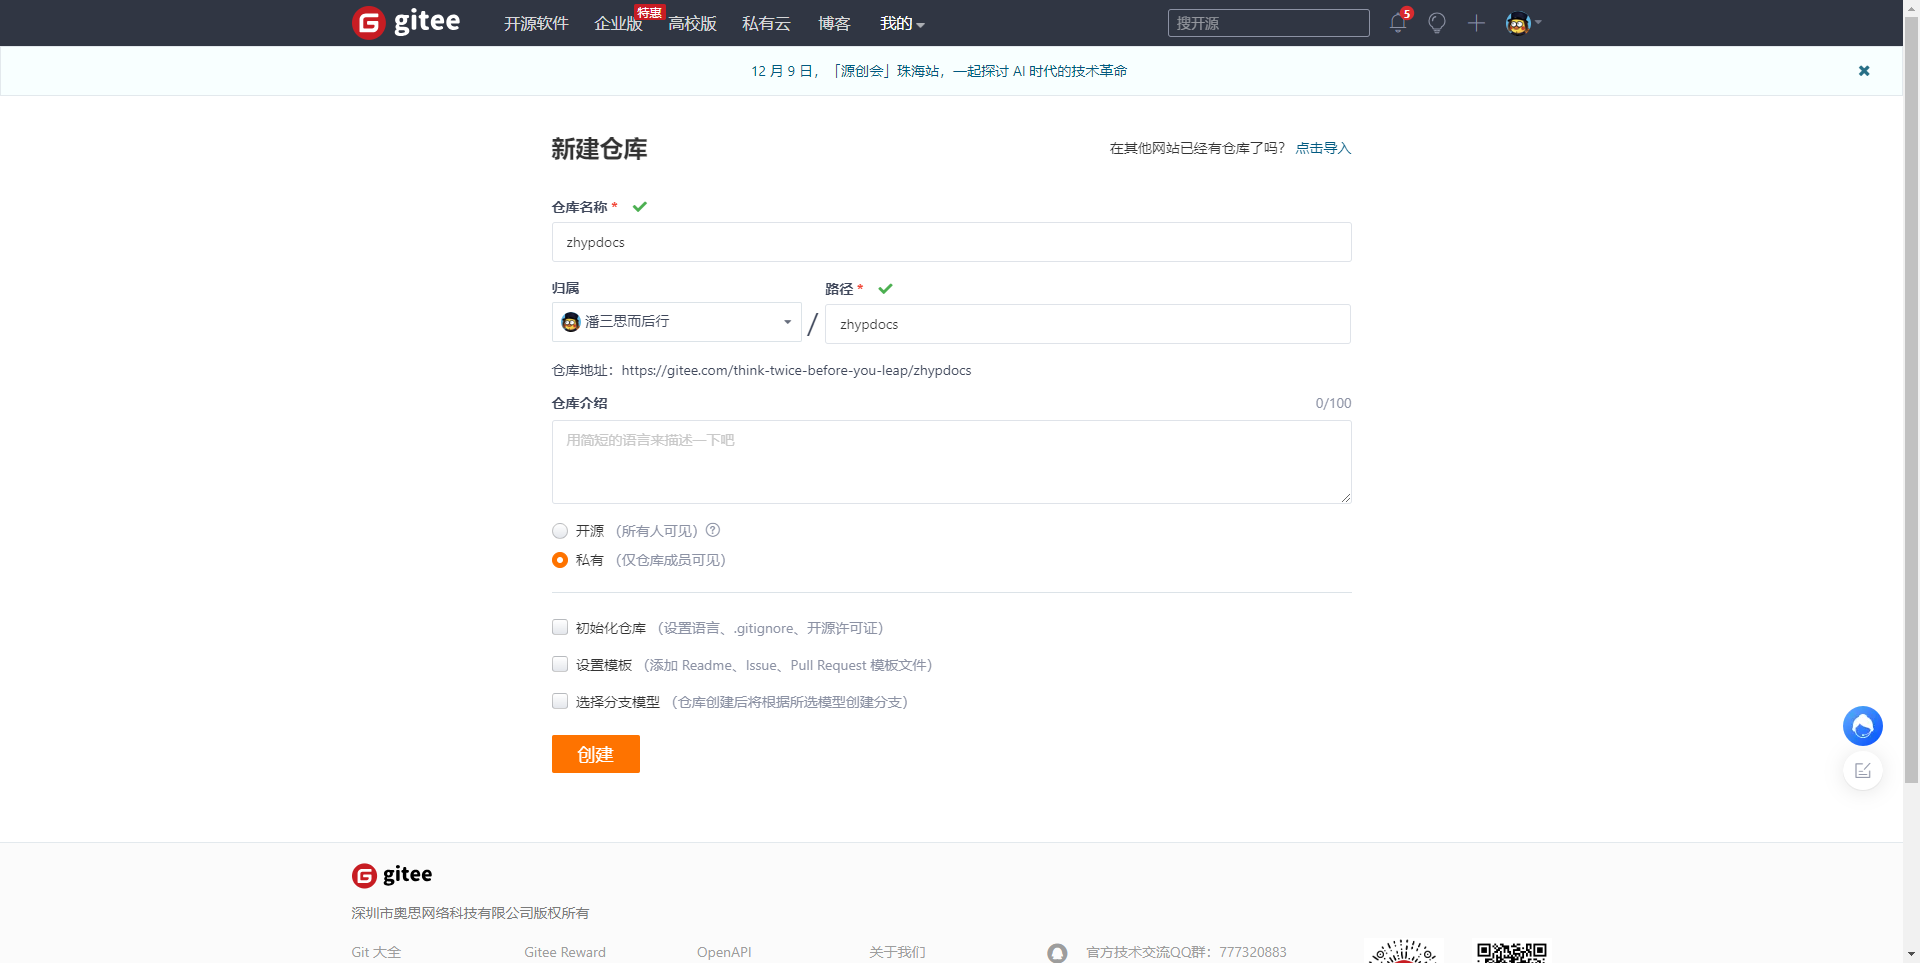 gitee 开源软件 企业版 特惠 高校版 私有云 博客 我的 搜开源 5
12 月 9 日，「源创会」珠海站，一起探讨 AI 时代的技术革命
新建仓库 在其他网站已经有仓库了吗？ 点击导入
仓库名称 *
zhypdocs
归属 路径 *
潘三思而后行 / zhypdocs
仓库地址：https://gitee.com/think-twice-before-you-leap/zhypdocs
仓库介绍 0/100
用简短的语言来描述一下吧
开源 （所有人可见）
私有 （仅仓库成员可见）
初始化仓库 （设置语言、.gitignore、开源许可证）
设置模板 （添加 Readme、Issue、Pull Request 模板文件）
选择分支模型 （仓库创建后将根据所选模型创建分支）
创建
gitee
深圳市奥思网络科技有限公司版权所有
Git 大全 Gitee Reward OpenAPI 关于我们 官方技术交流QQ群：777320883